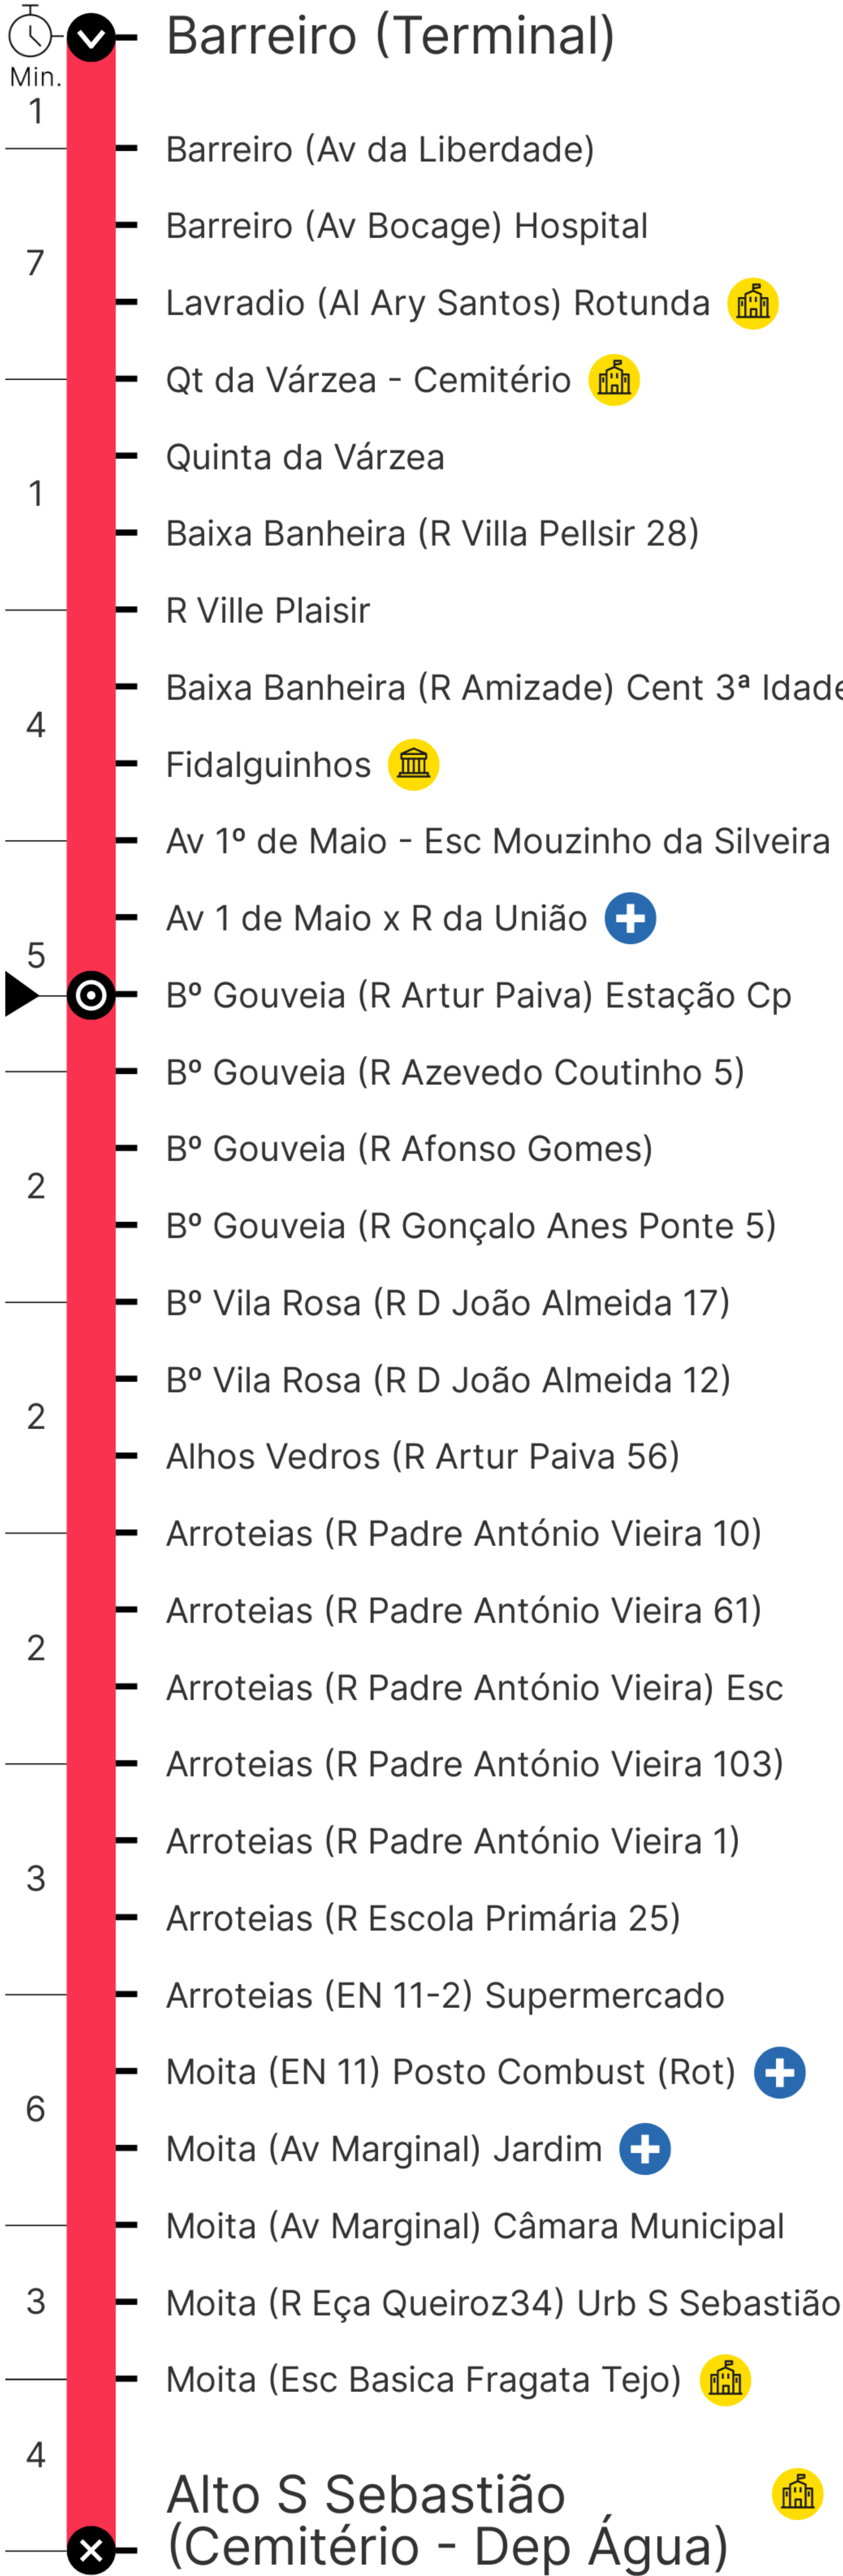 Barreiro (Terminal)
Min.
1
Barreiro (Av da Liberdade)
Barreiro (Av Bocage) Hospital
7
Lavradio (Al Ary Santos) Rotunda
Qt da Várzea - Cemitério
Quinta da Várzea
1
Baixa Banheira (R Villa Pellsir 28)
R Ville Plaisir
Baixa Banheira (R Amizade) Cent 3ª Idade
4
Fidalguinhos
Av 1º de Maio - Esc Mouzinho da Silveira
Av 1 de Maio x R da União
5
Bº Gouveia (R Artur Paiva) Estação Cp
Bº Gouveia (R Azevedo Coutinho 5)
Bº Gouveia (R Afonso Gomes)
2
Bº Gouveia (R Gonçalo Anes Ponte 5)
Bº Vila Rosa (R D João Almeida 17)
Bº Vila Rosa (R D João Almeida 12)
2
Alhos Vedros (R Artur Paiva 56)
Arroteias (R Padre António Vieira 10)
Arroteias (R Padre António Vieira 61)
2
Arroteias (R Padre António Vieira) Esc
Arroteias (R Padre António Vieira 103)
Arroteias (R Padre António Vieira 1)
3
Arroteias (R Escola Primária 25)
Arroteias (EN 11-2) Supermercado
Moita (EN 11) Posto Combust (Rot)
6
Moita (Av Marginal) Jardim
Moita (Av Marginal) Câmara Municipal
3
Moita (R Eça Queiroz34) Urb S Sebastião
Moita (Esc Basica Fragata Tejo)
4
Alto S Sebastião
(Cemitério - Dep Água)